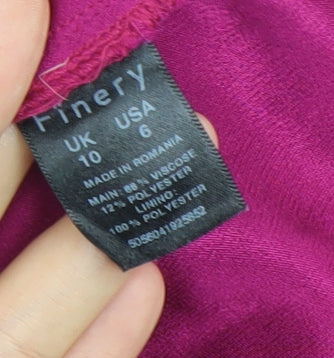 Finery
UK USA
10 6
MADE IN ROMANIA
MAIN: 88% VISCOSE
12% POLYESTER
LINING:
100% POLYESTER
5056041925852